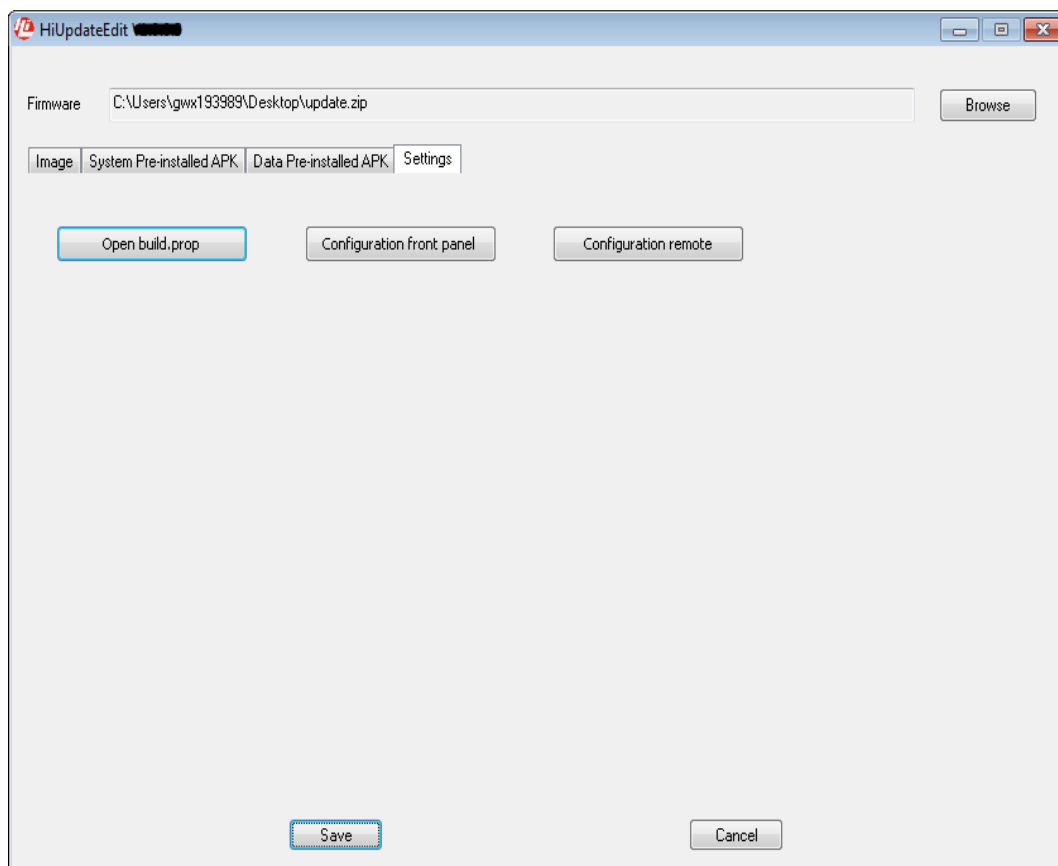 HiUpdateEdit
Firmware C:\Users\gwx193989\Desktop\update.zip Browse
Image System Pre-installed APK Data Pre-installed APK Settings
Open build.prop Configuration front panel Configuration remote
Save Cancel